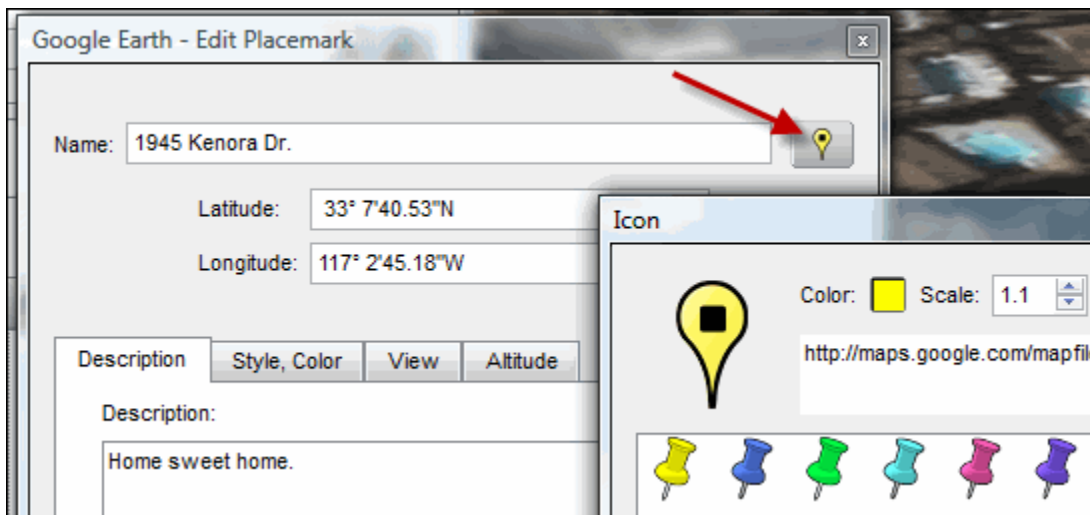 Google Earth - Edit Placemark
x
Name: 1945 Kenora Dr.
Latitude: 33° 7'40.53"N
Longitude: 117° 2'45.18"W
Icon
Color: Scale: 1.1
http://maps.google.com/mapfil
Description Style, Color View Altitude
Description:
Home sweet home.